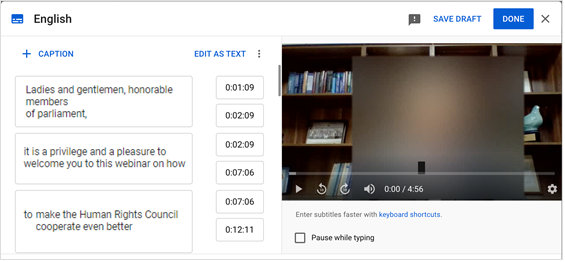 English
SAVE DRAFT
DONE
+ CAPTION
EDIT AS TEXT
Ladies and gentlemen, honorable
members
of parliament,
0:01:09
0:02:09
it is a privilege and a pleasure to
welcome you to this webinar on how
0:02:09
0:07:06
to make the Human Rights Council
cooperate even better
0:07:06
0:12:11
0:00 / 4:56
Enter subtitles faster with keyboard shortcuts.
Pause while typing